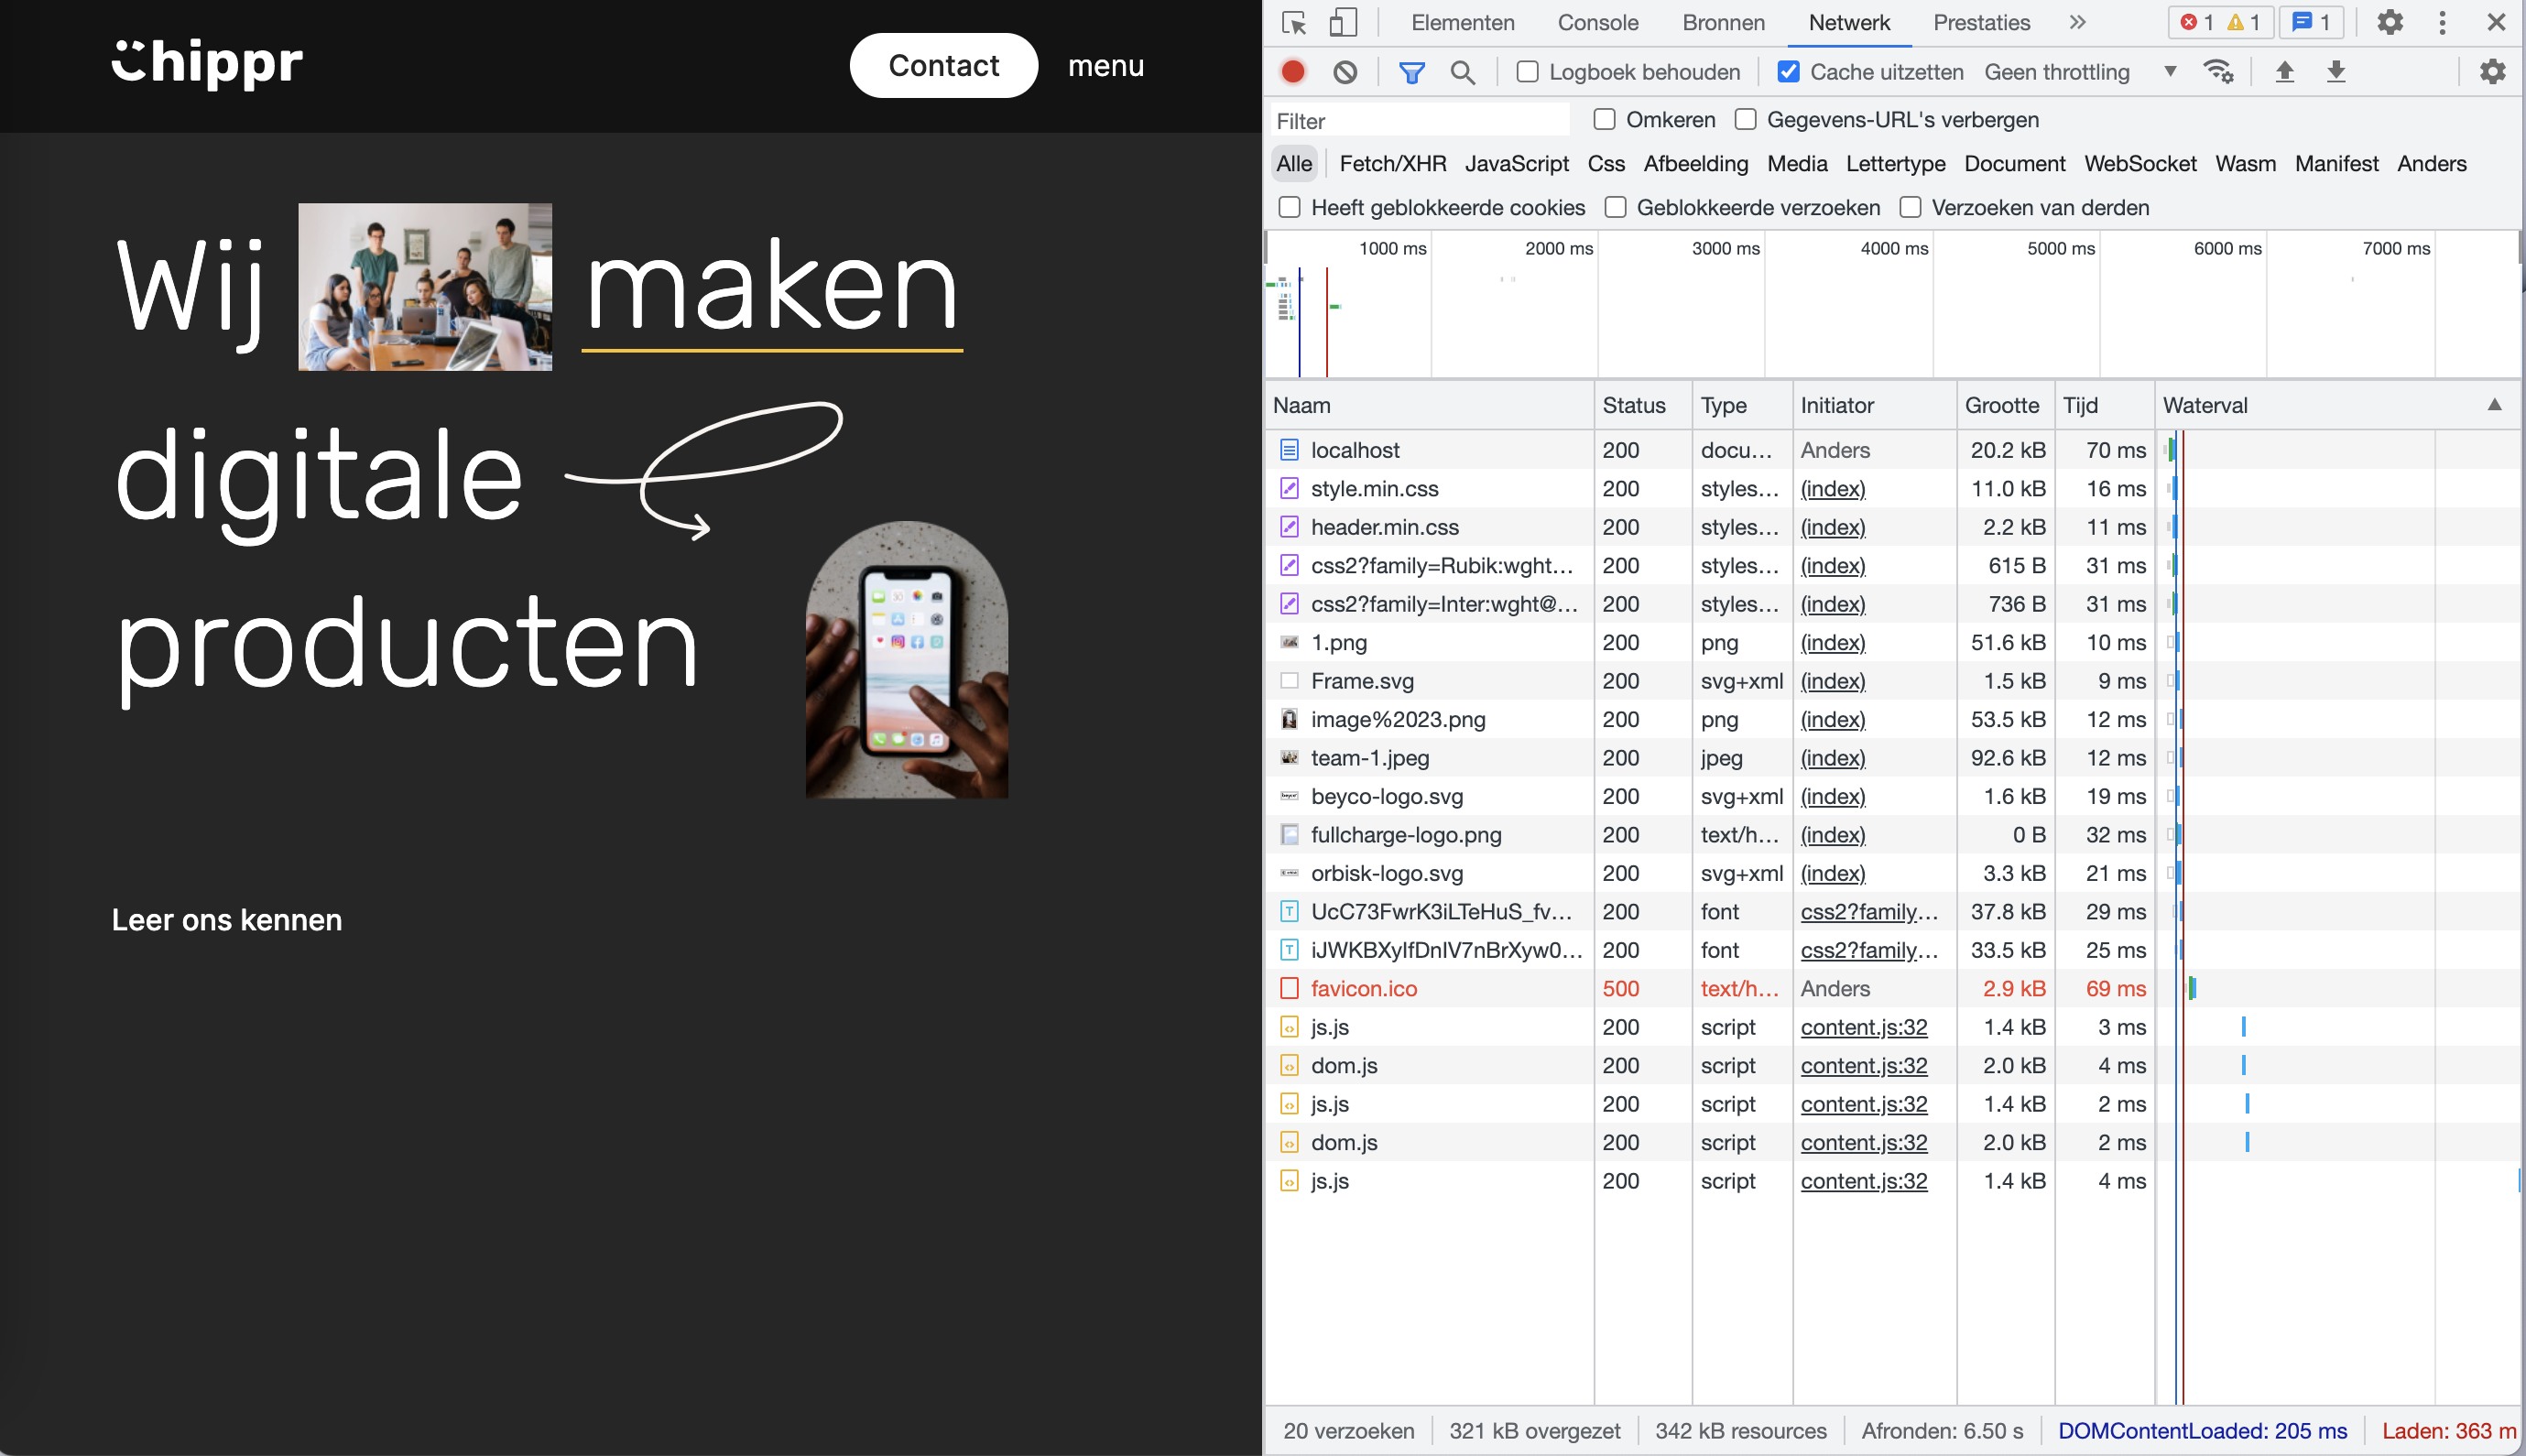 chippr
Contact
menu
Wij maken
digitale
producten
Leer ons kennen
Elementen Console Bronnen Netwerk Prestaties 1 1 1
Logboek behouden Cache uitzetten Geen throttling
Filter Omkeren Gegevens-URL's verbergen
Alle Fetch/XHR JavaScript Css Afbeelding Media Lettertype Document WebSocket Wasm Manifest Anders
Heeft geblokkeerde cookies Geblokkeerde verzoeken Verzoeken van derden
1000 ms 2000 ms 3000 ms 4000 ms 5000 ms 6000 ms 7000 ms
Naam Status Type Initiator Grootte Tijd Waterval
localhost 200 docu... Anders 20.2 kB 70 ms
style.min.css 200 styles... (index) 11.0 kB 16 ms
header.min.css 200 styles... (index) 2.2 kB 11 ms
css2?family=Rubik:wght... 200 styles... (index) 615 B 31 ms
css2?family=Inter:wght@... 200 styles... (index) 736 B 31 ms
1.png 200 png (index) 51.6 kB 10 ms
Frame.svg 200 svg+xml (index) 1.5 kB 9 ms
image%2023.png 200 png (index) 53.5 kB 12 ms
team-1.jpeg 200 jpeg (index) 92.6 kB 12 ms
beyco-logo.svg 200 svg+xml (index) 1.6 kB 19 ms
fullcharge-logo.png 200 text/h... (index) 0 B 32 ms
orbisk-logo.svg 200 svg+xml (index) 3.3 kB 21 ms
UcC73FwrK3iLTeHuS_fv... 200 font css2?family... 37.8 kB 29 ms
iJWKBXyIfDnIV7nBrXyw0... 200 font css2?family... 33.5 kB 25 ms
favicon.ico 500 text/h... Anders 2.9 kB 69 ms
js.js 200 script content.js:32 1.4 kB 3 ms
dom.js 200 script content.js:32 2.0 kB 4 ms
js.js 200 script content.js:32 1.4 kB 2 ms
dom.js 200 script content.js:32 2.0 kB 2 ms
js.js 200 script content.js:32 1.4 kB 4 ms
20 verzoeken 321 kB overgezet 342 kB resources Afronden: 6.50 s DOMContentLoaded: 205 ms Laden: 363 m